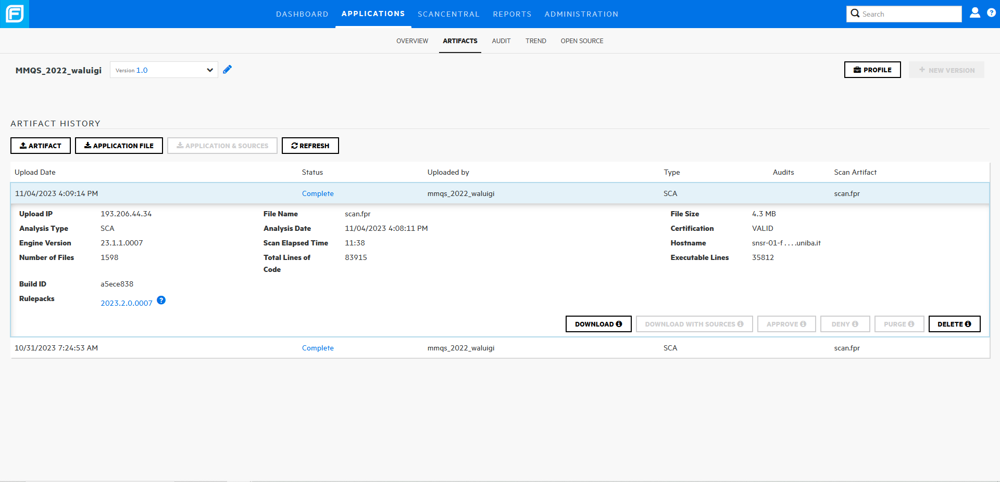 DASHBOARD APPLICATIONS SCANCENTRAL REPORTS ADMINISTRATION Search
OVERVIEW ARTIFACTS AUDIT TREND OPEN SOURCE
MMQS_2022_waluigi Version 1.0 PROFILE + NEW VERSION
ARTIFACT HISTORY
ARTIFACT APPLICATION FILE APPLICATION & SOURCES REFRESH
Upload Date Status Uploaded by Type Audits Scan Artifact
11/04/2023 4:09:14 PM Complete mmqs_2022_waluigi SCA scan.fpr
Upload IP 193.206.44.34 File Name scan.fpr File Size 4.3 MB
Analysis Type SCA Analysis Date 11/04/2023 4:08:11 PM Certification VALID
Engine Version 23.1.1.0007 Scan Elapsed Time 11:38 Hostname snsr-01-f . . . .uniba.it
Number of Files 1598 Total Lines of 83915 Executable Lines 35812
Code
Build ID a5ece838
Rulepacks 2023.2.0.0007
DOWNLOAD DOWNLOAD WITH SOURCES APPROVE DENY PURGE DELETE
10/31/2023 7:24:53 AM Complete mmqs_2022_waluigi SCA scan.fpr